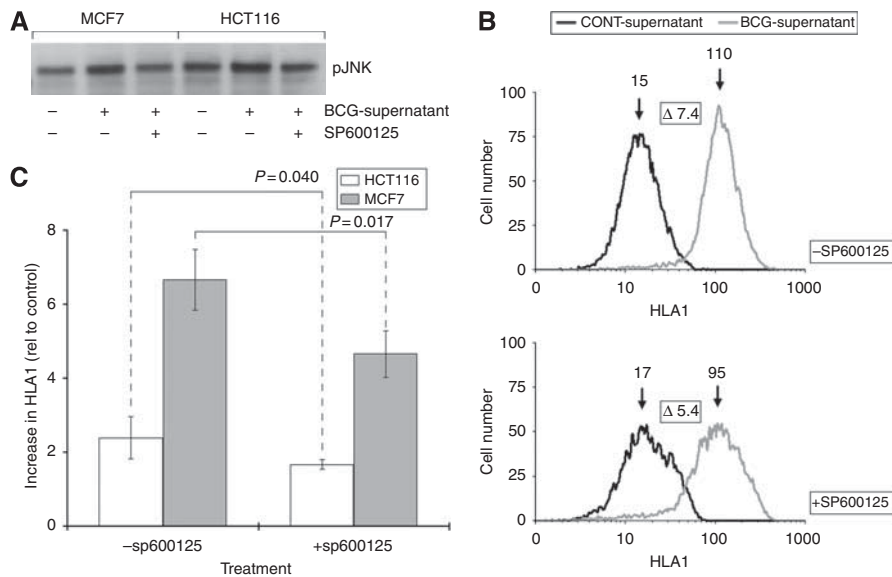 A
MCF7 HCT116
pJNK
– + + – + + BCG-supernatant
– – + – – + SP600125
B
CONT-supernatant BCG-supernatant
100
75
50
25
0
Cell number
15
110
Δ 7.4
–SP600125
0 10 100 1000
HLA1
100
75
50
25
0
Cell number
17
95
Δ 5.4
+SP600125
0 10 100 1000
HLA1
C
P = 0.040
HCT116
MCF7
P = 0.017
8
6
4
2
0
Increase in HLA1 (rel to control)
–sp600125 +sp600125
Treatment